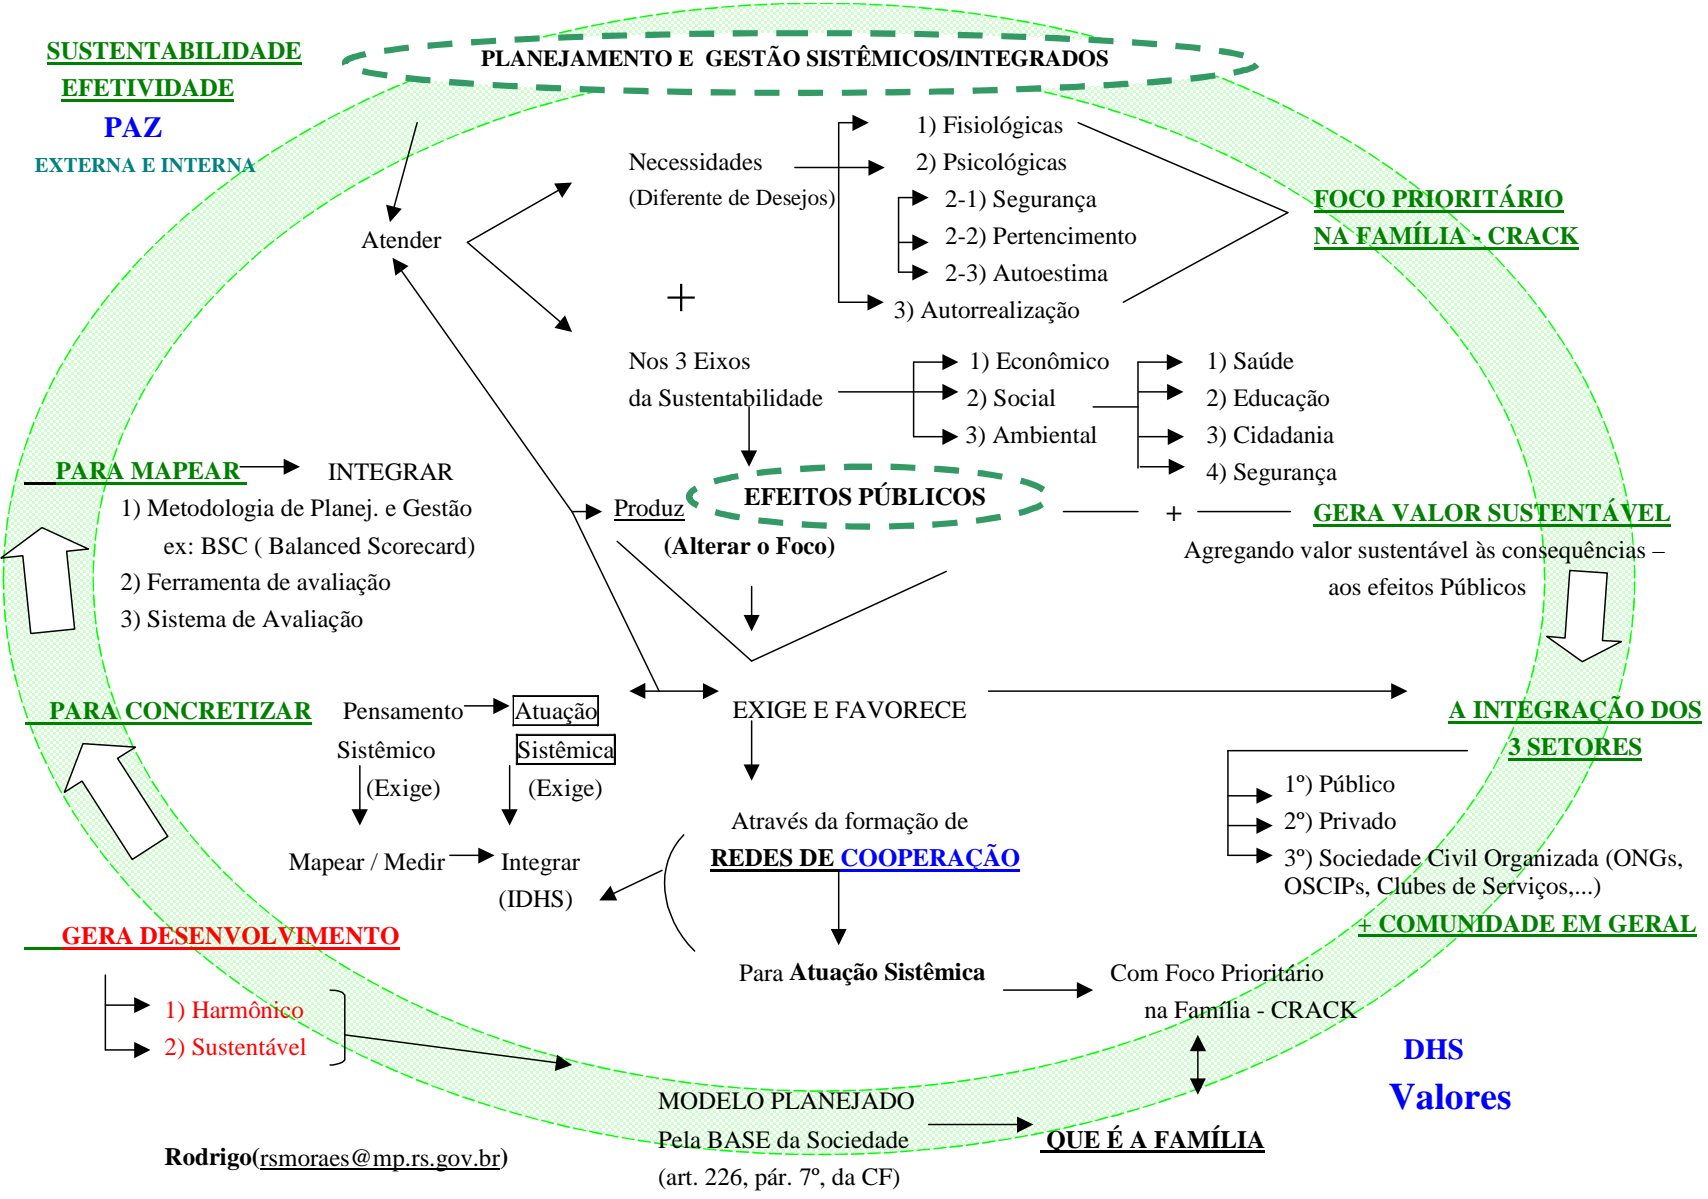 SUSTENTABILIDADE
EFETIVIDADE
PAZ
EXTERNA E INTERNA
PLANEJAMENTO E GESTÃO SISTÊMICOS/INTEGRADOS
Atender
Necessidades
(Diferente de Desejos)
1) Fisiológicas
2) Psicológicas
2-1) Segurança
2-2) Pertencimento
2-3) Autoestima
3) Autorrealização
FOCO PRIORITÁRIO
NA FAMÍLIA - CRACK
+
Nos 3 Eixos
da Sustentabilidade
1) Econômico
2) Social
3) Ambiental
1) Saúde
2) Educação
3) Cidadania
4) Segurança
PARA MAPEAR
INTEGRAR
1) Metodologia de Planej. e Gestão
ex: BSC ( Balanced Scorecard)
2) Ferramenta de avaliação
3) Sistema de Avaliação
Produz
EFEITOS PÚBLICOS
(Alterar o Foco)
+
GERA VALOR SUSTENTÁVEL
Agregando valor sustentável às consequências –
aos efeitos Públicos
PARA CONCRETIZAR
Pensamento
Sistêmico
(Exige)
Atuação
Sistêmica
(Exige)
EXIGE E FAVORECE
A INTEGRAÇÃO DOS
3 SETORES
1º) Público
2º) Privado
3º) Sociedade Civil Organizada (ONGs,
OSCIPs, Clubes de Serviços,...)
+ COMUNIDADE EM GERAL
Mapear / Medir
Integrar
(IDHS)
Através da formação de
REDES DE COOPERAÇÃO
GERA DESENVOLVIMENTO
1) Harmônico
2) Sustentável
Para Atuação Sistêmica
Com Foco Prioritário
na Família - CRACK
DHS
Valores
MODELO PLANEJADO
Pela BASE da Sociedade
(art. 226, pár. 7º, da CF)
QUE É A FAMÍLIA
Rodrigo(rsmoraes@mp.rs.gov.br)